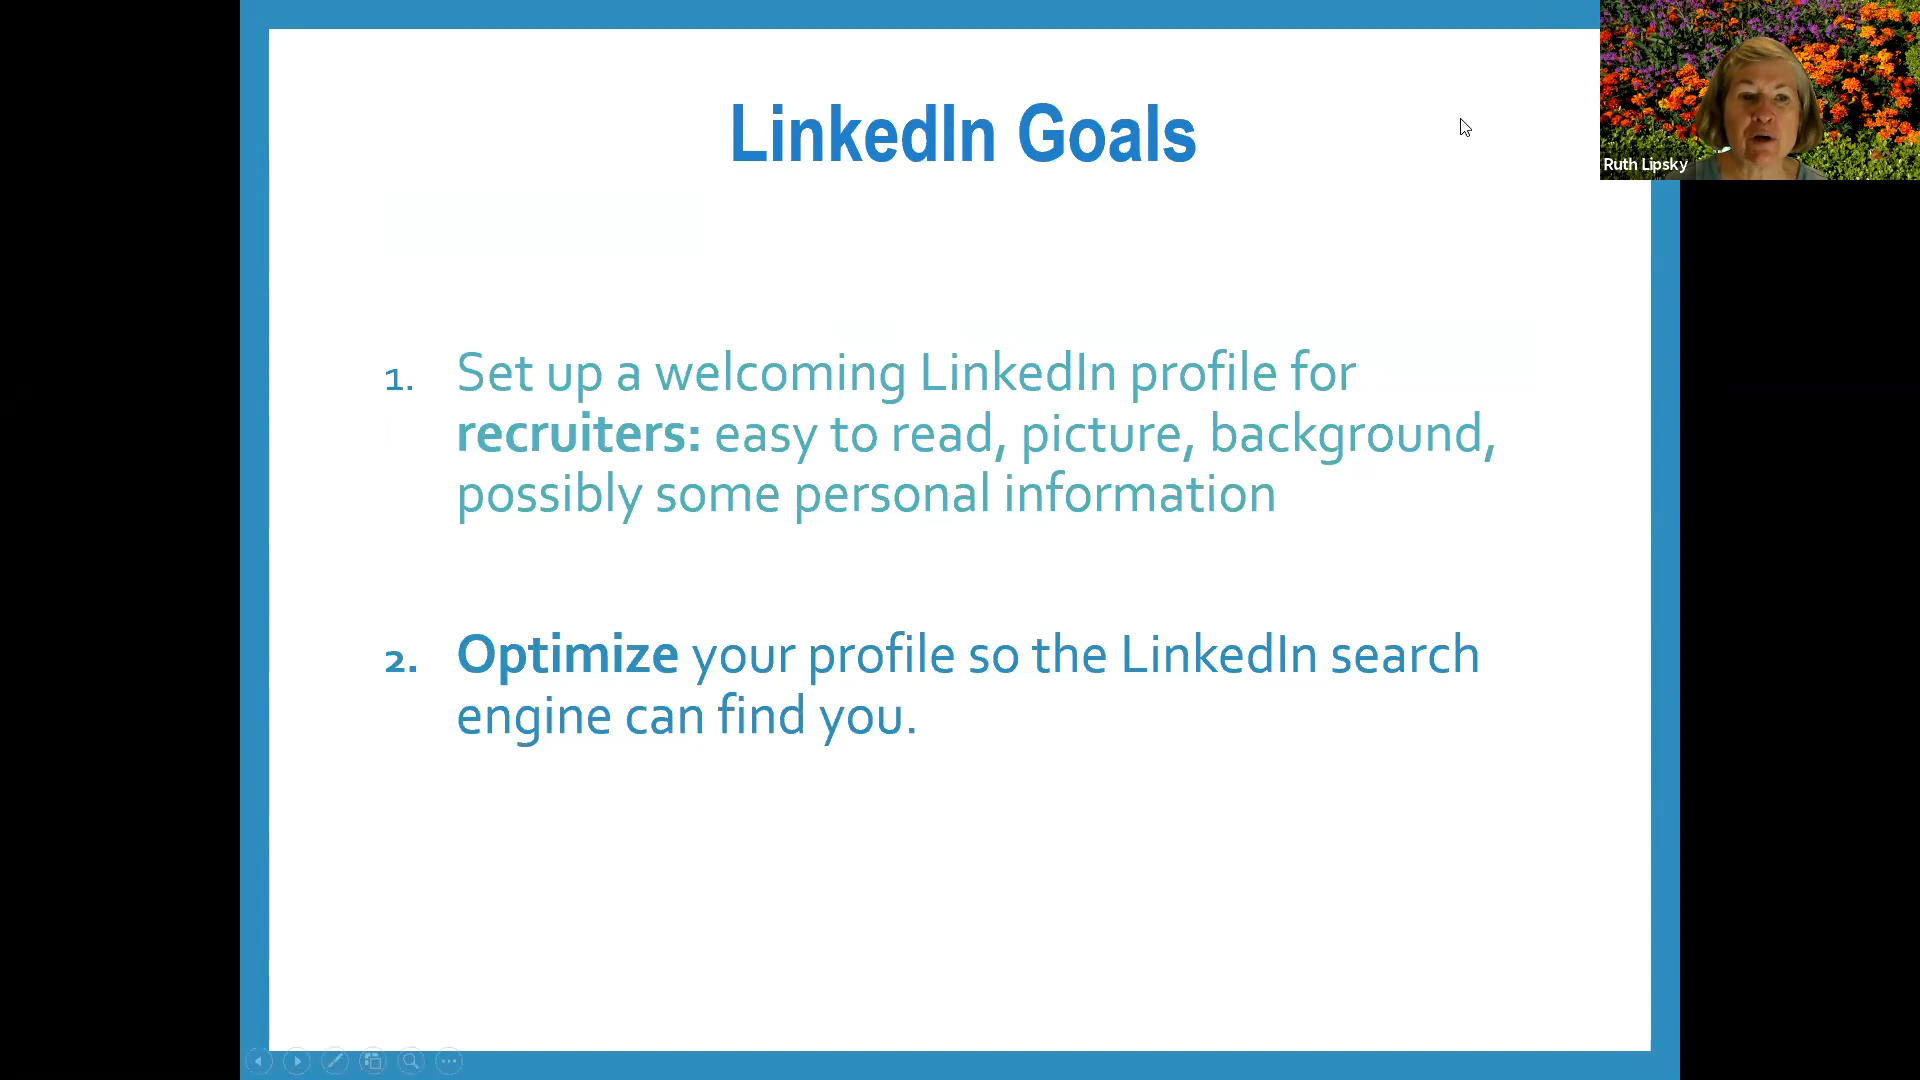 LinkedIn Goals
Ruth Lipsky
1. Set up a welcoming LinkedIn profile for
recruiters: easy to read, picture, background,
possibly some personal information
2. Optimize your profile so the LinkedIn search
engine can find you.